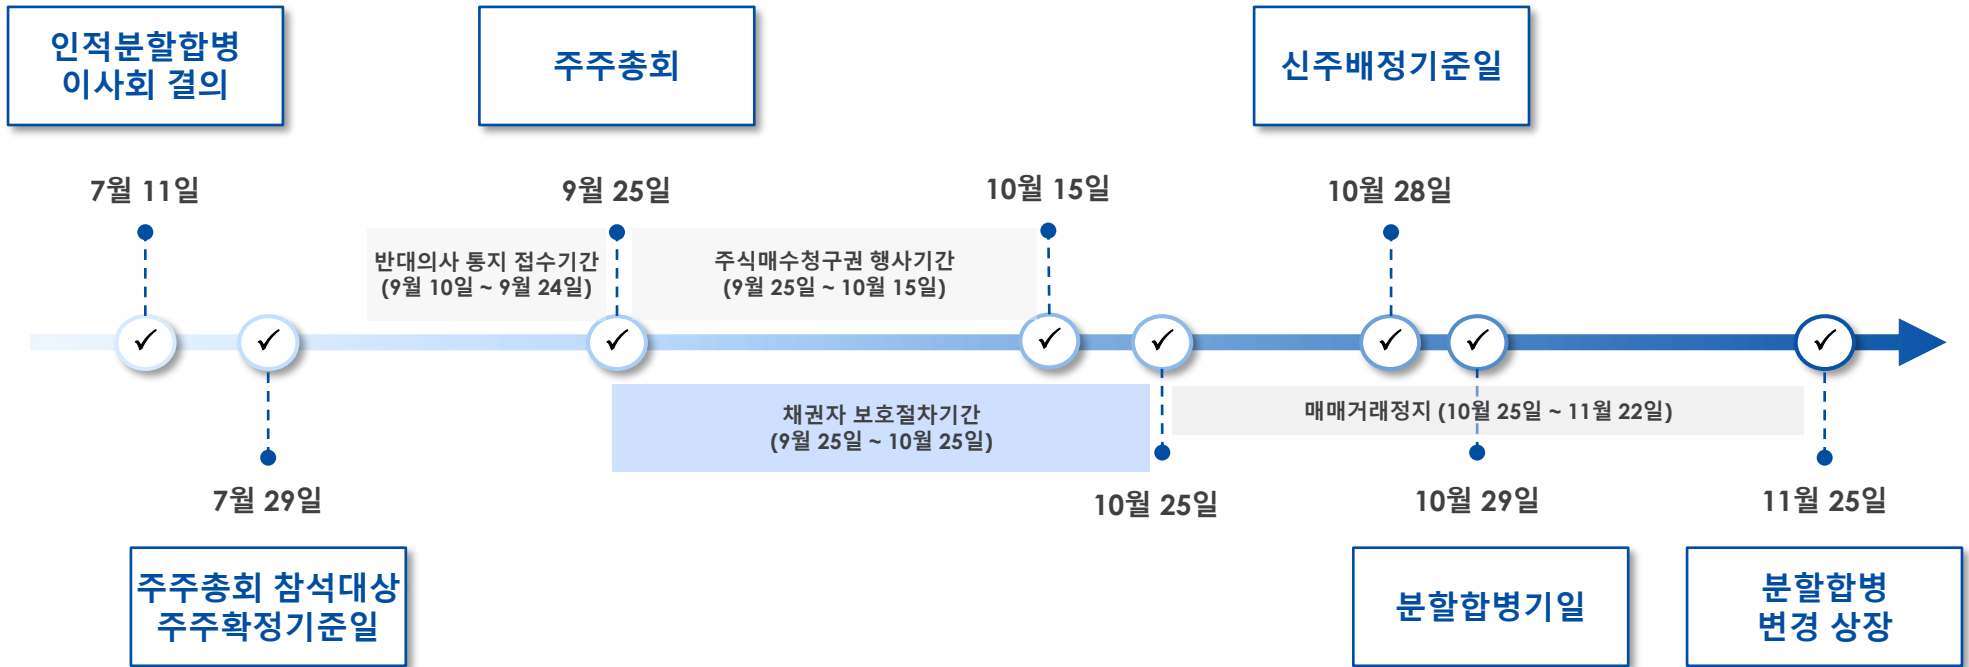 인적분할합병
이사회 결의
주주총회
신주배정기준일
7월 11일
9월 25일
10월 15일
10월 28일
반대의사 통지 접수기간
(9월 10일 ~ 9월 24일)
주식매수청구권 행사기간
(9월 25일 ~ 10월 15일)
채권자 보호절차기간
(9월 25일 ~ 10월 25일)
매매거래정지 (10월 25일 ~ 11월 22일)
7월 29일
10월 25일
10월 29일
11월 25일
주주총회 참석대상
주주확정기준일
분할합병기일
분할합병
변경 상장